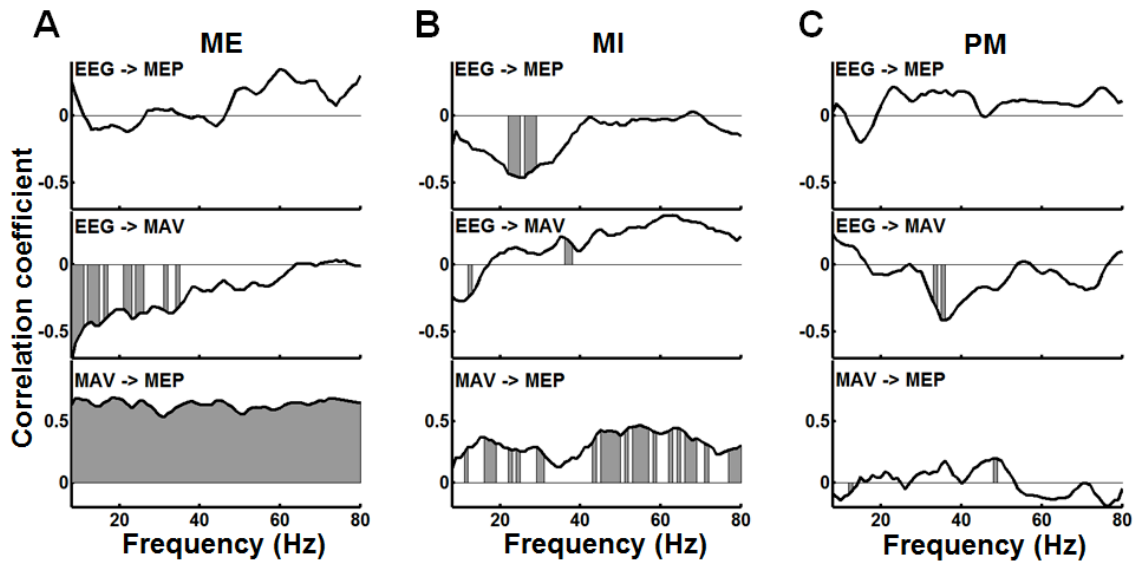 A
ME
B
MI
C
PM
Correlation coefficient
EEG -> MEP
0
-0.5
EEG -> MAV
0
-0.5
MAV -> MEP
0.5
0
20
40
60
80
Frequency (Hz)
EEG -> MEP
0
-0.5
EEG -> MAV
0
-0.5
MAV -> MEP
0.5
0
20
40
60
80
Frequency (Hz)
EEG -> MEP
0
-0.5
EEG -> MAV
0
-0.5
MAV -> MEP
0.5
0
20
40
60
80
Frequency (Hz)